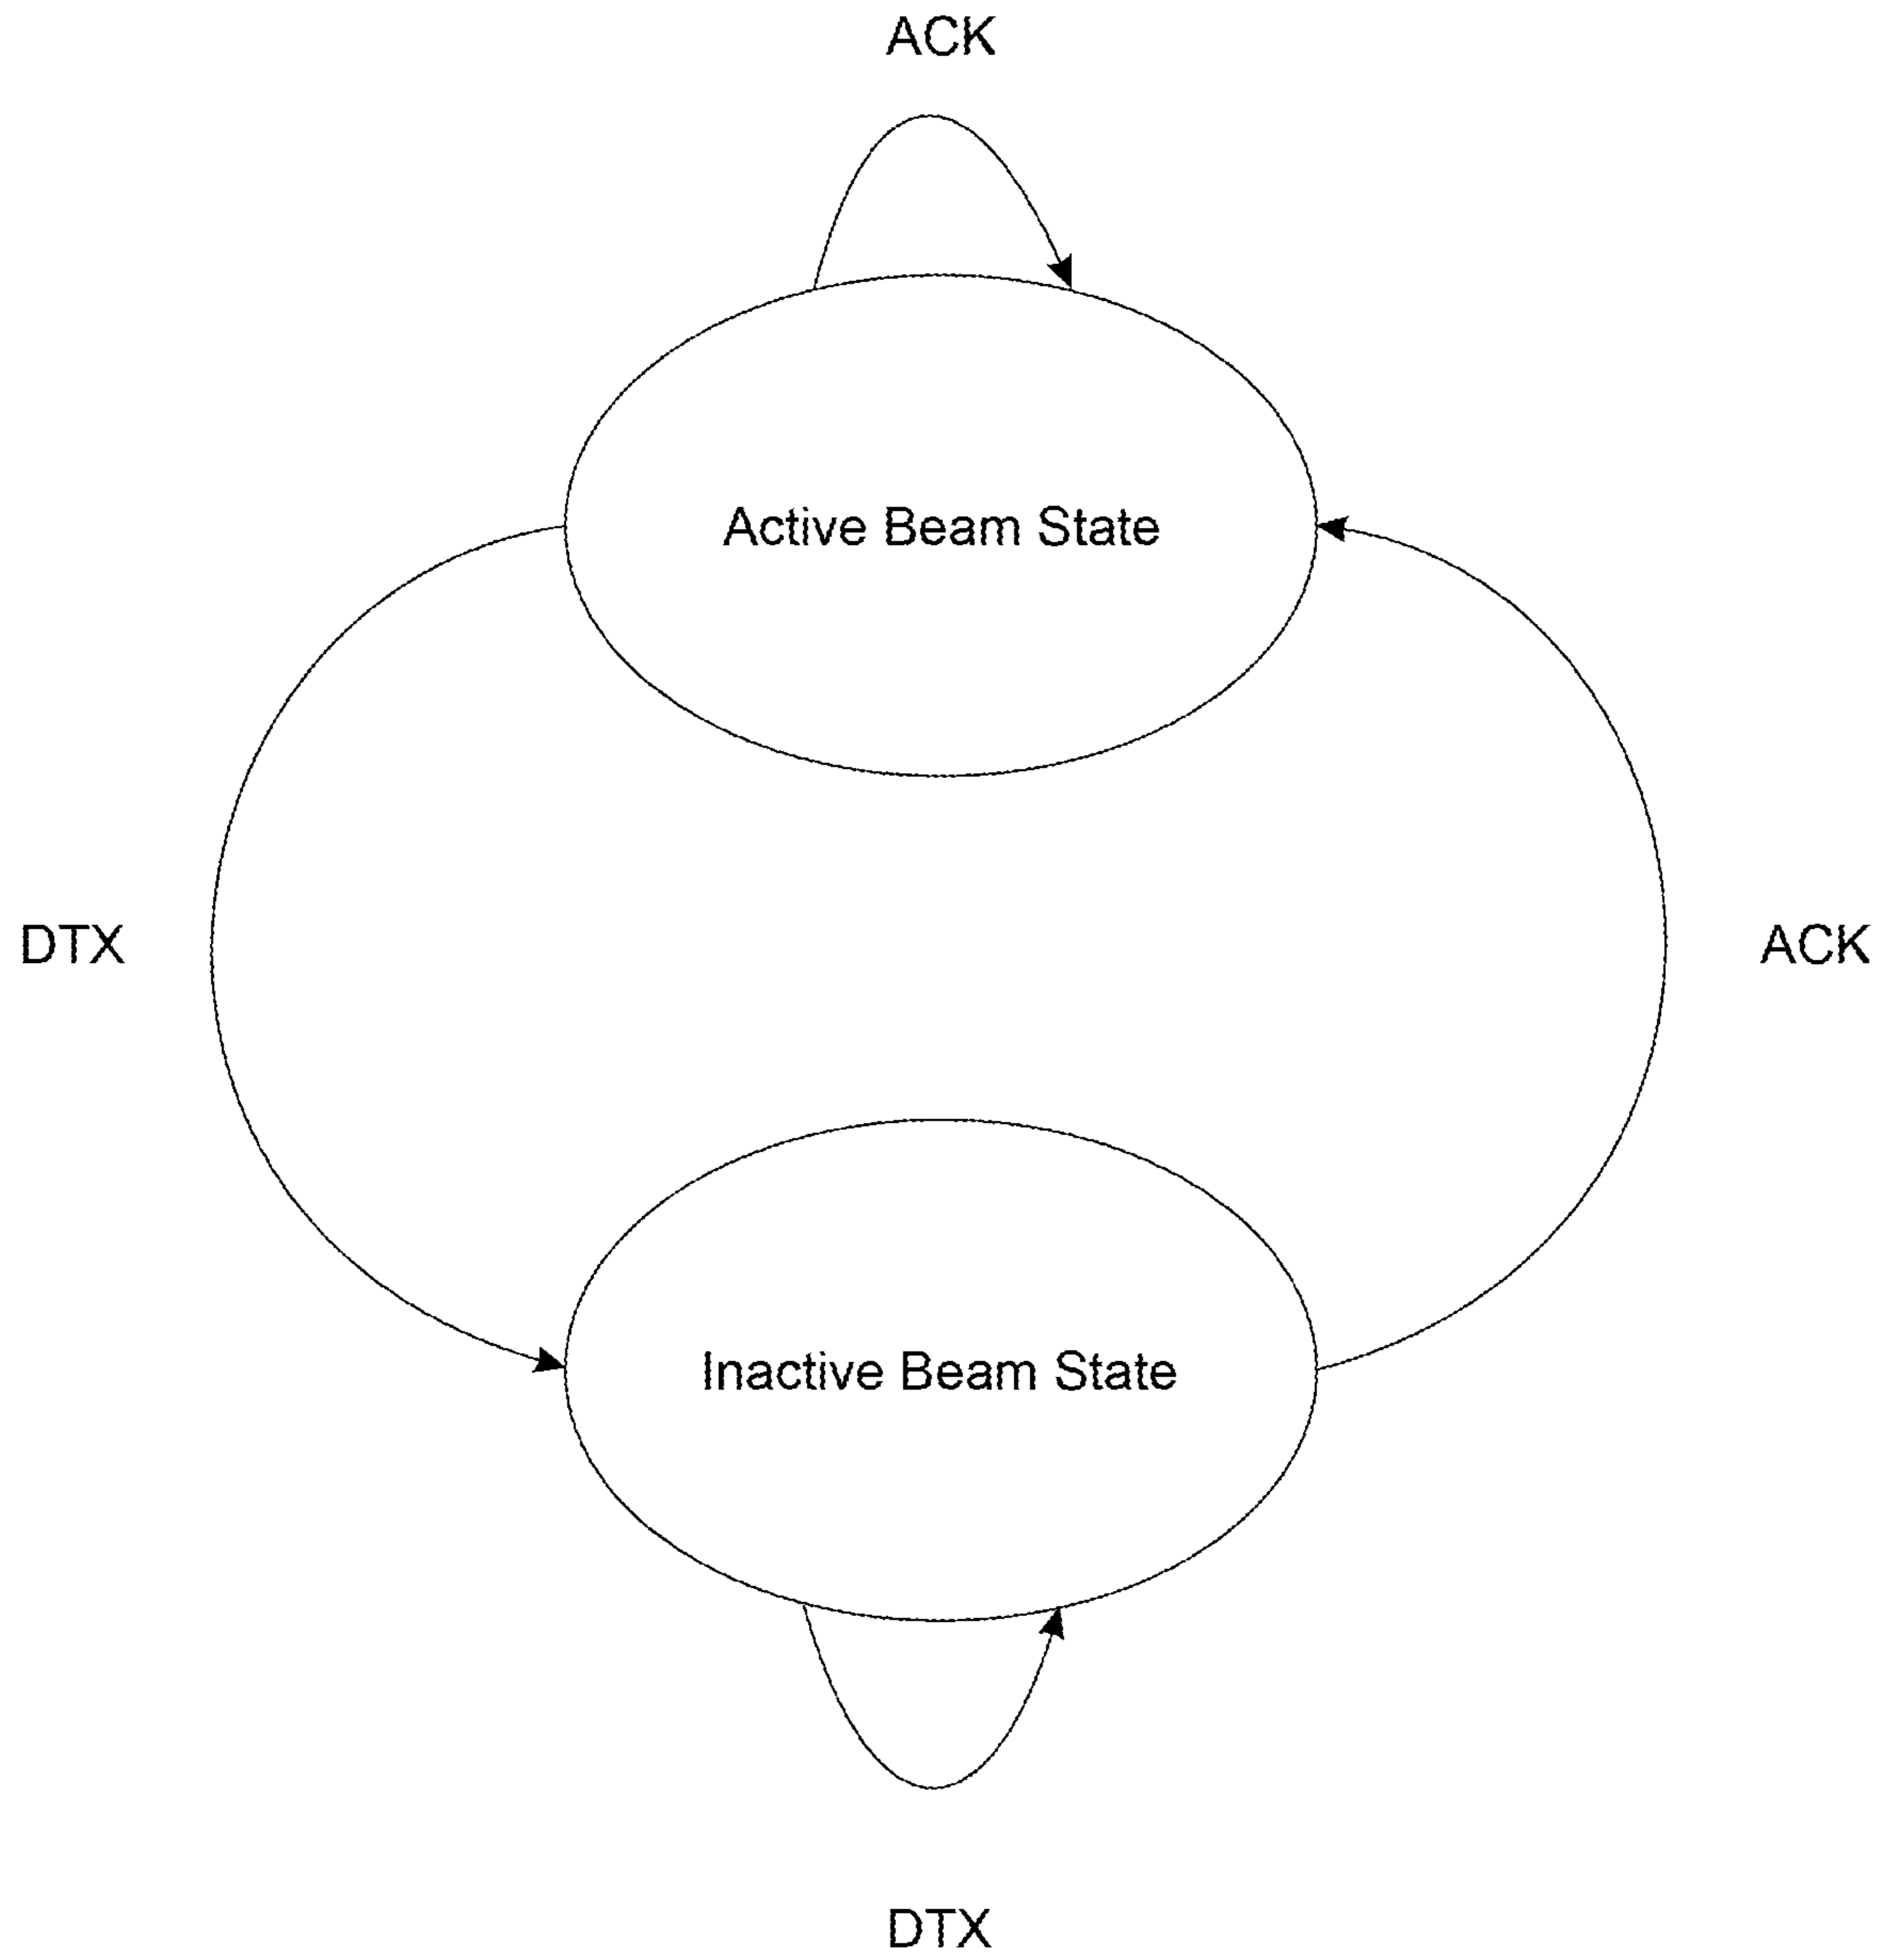 ACK
Active Beam State
DTX
ACK
Inactive Beam State
DTX